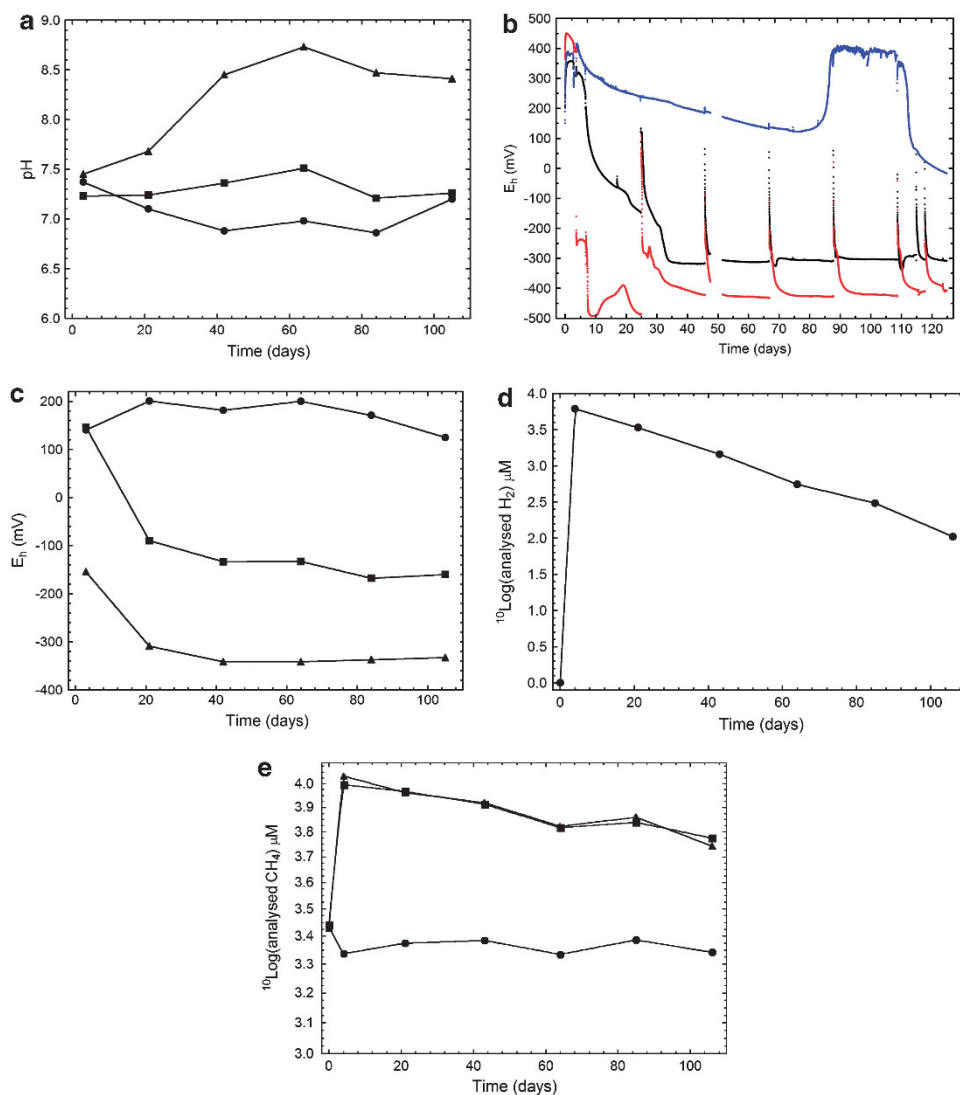 a
9.0
8.5
8.0
7.5
7.0
6.5
6.0
pH
0 20 40 60 80 100
Time (days)
b
500
400
300
200
100
0
-100
-200
-300
-400
-500
Eh (mV)
0 10 20 30 40 50 60 70 80 90 100 110 120
Time (days)
c
200
100
0
-100
-200
-300
-400
Eh (mV)
0 20 40 60 80 100
Time (days)
d
4.0
3.5
3.0
2.5
2.0
1.5
1.0
0.5
0.0
¹⁰Log(analysed H₂) µM
0 20 40 60 80 100
Time (days)
e
4.0
3.9
3.8
3.7
3.6
3.5
3.4
3.3
3.2
3.1
3.0
¹⁰Log(analysed CH₄) µM
0 20 40 60 80 100
Time (days)